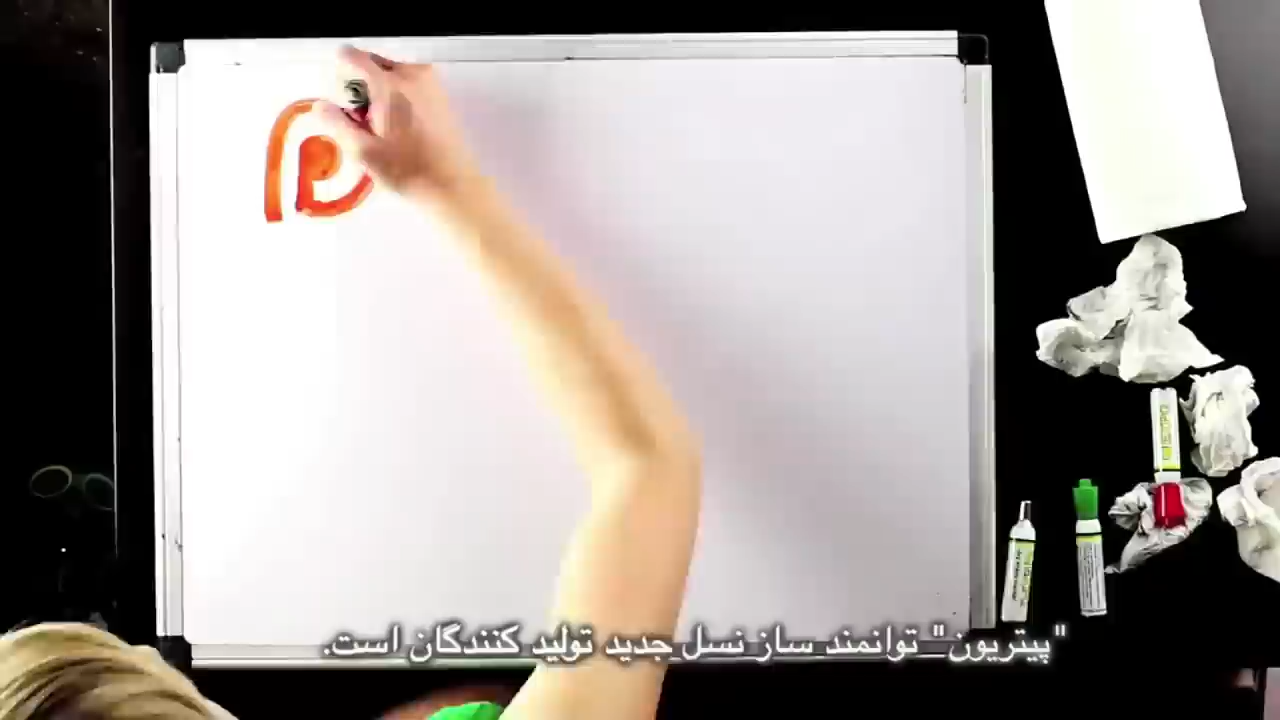 "پیتریون" توانمند ساز نسل جدید تولید کنندگان است.